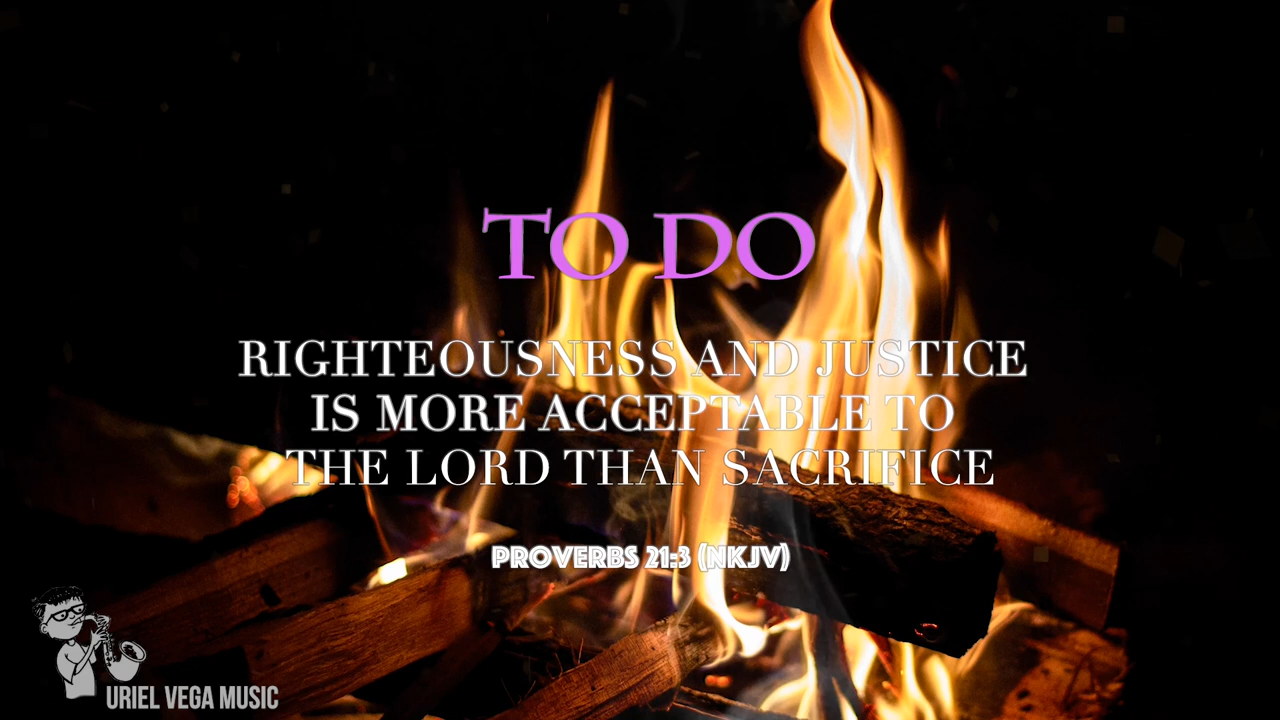 TO DO
RIGHTEOUSNESS AND JUSTICE
IS MORE ACCEPTABLE TO
THE LORD THAN SACRIFICE
PROVERBS 21:3 (NKJV)
URIEL VEGA MUSIC